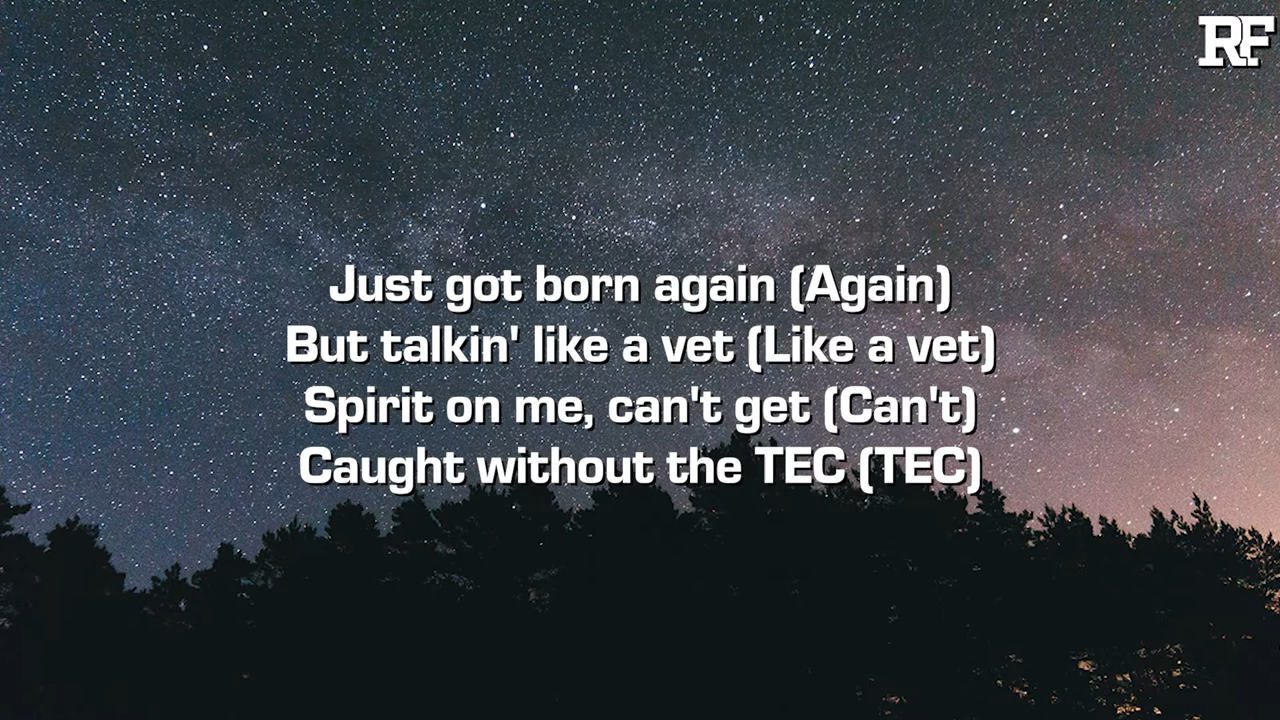 RF
Just got born again (Again)
But talkin' like a vet (Like a vet)
Spirit on me, can't get (Can't)
Caught without the TEC (TEC)